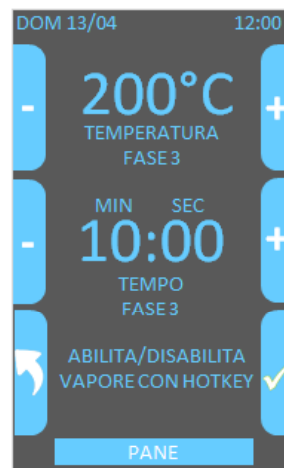 DOM 13/04 12:00
- 200°C +
TEMPERATURA
FASE 3
MIN SEC
- 10:00 +
TEMPO
FASE 3
ABILITA/DISABILITA
VAPORE CON HOTKEY
PANE